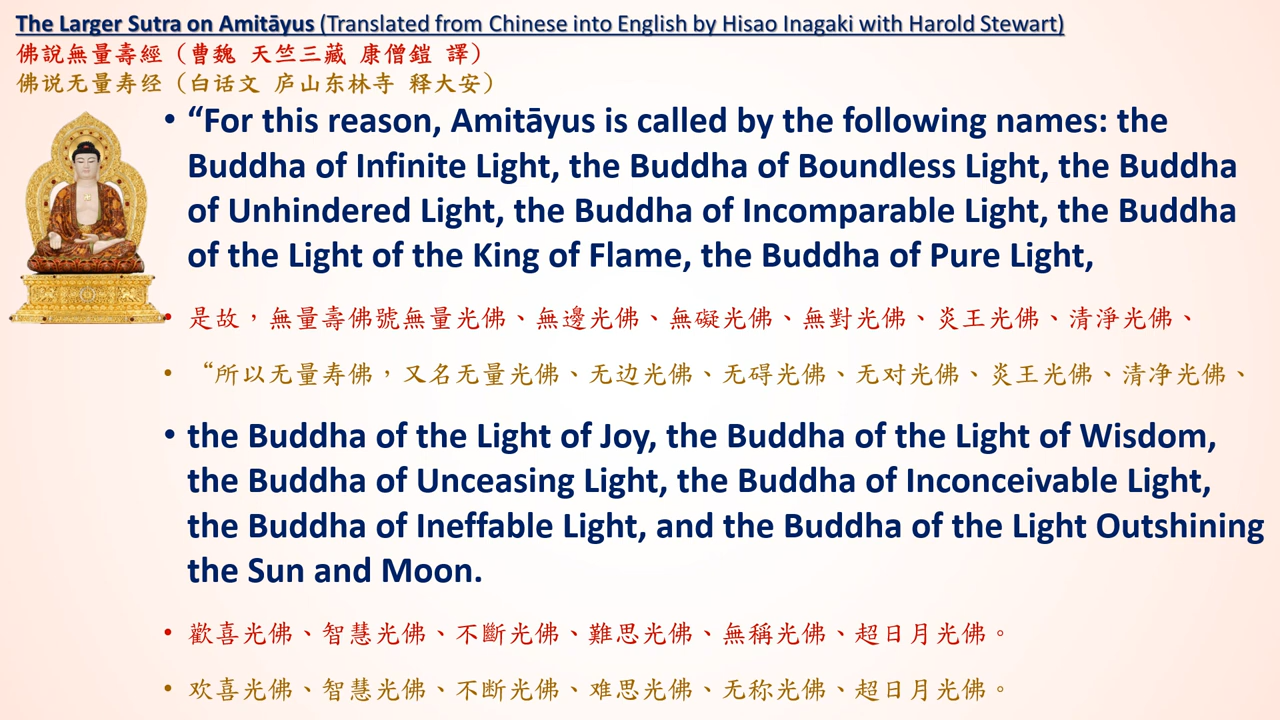 The Larger Sutra on Amitāyus (Translated from Chinese into English by Hisao Inagaki with Harold Stewart)
佛說無量壽經（曹魏 天竺三藏 康僧鎧 譯）
佛说无量寿经（白话文 庐山东林寺 释大安）
• “For this reason, Amitāyus is called by the following names: the
Buddha of Infinite Light, the Buddha of Boundless Light, the Buddha
of Unhindered Light, the Buddha of Incomparable Light, the Buddha
of the Light of the King of Flame, the Buddha of Pure Light,
• 是故，無量壽佛號無量光佛、無邊光佛、無礙光佛、無對光佛、炎王光佛、清淨光佛、
• “所以无量寿佛，又名无量光佛、无边光佛、无碍光佛、无对光佛、炎王光佛、清净光佛、
• the Buddha of the Light of Joy, the Buddha of the Light of Wisdom,
the Buddha of Unceasing Light, the Buddha of Inconceivable Light,
the Buddha of Ineffable Light, and the Buddha of the Light Outshining
the Sun and Moon.
• 歡喜光佛、智慧光佛、不斷光佛、難思光佛、無稱光佛、超日月光佛。
• 欢喜光佛、智慧光佛、不断光佛、难思光佛、无称光佛、超日月光佛。